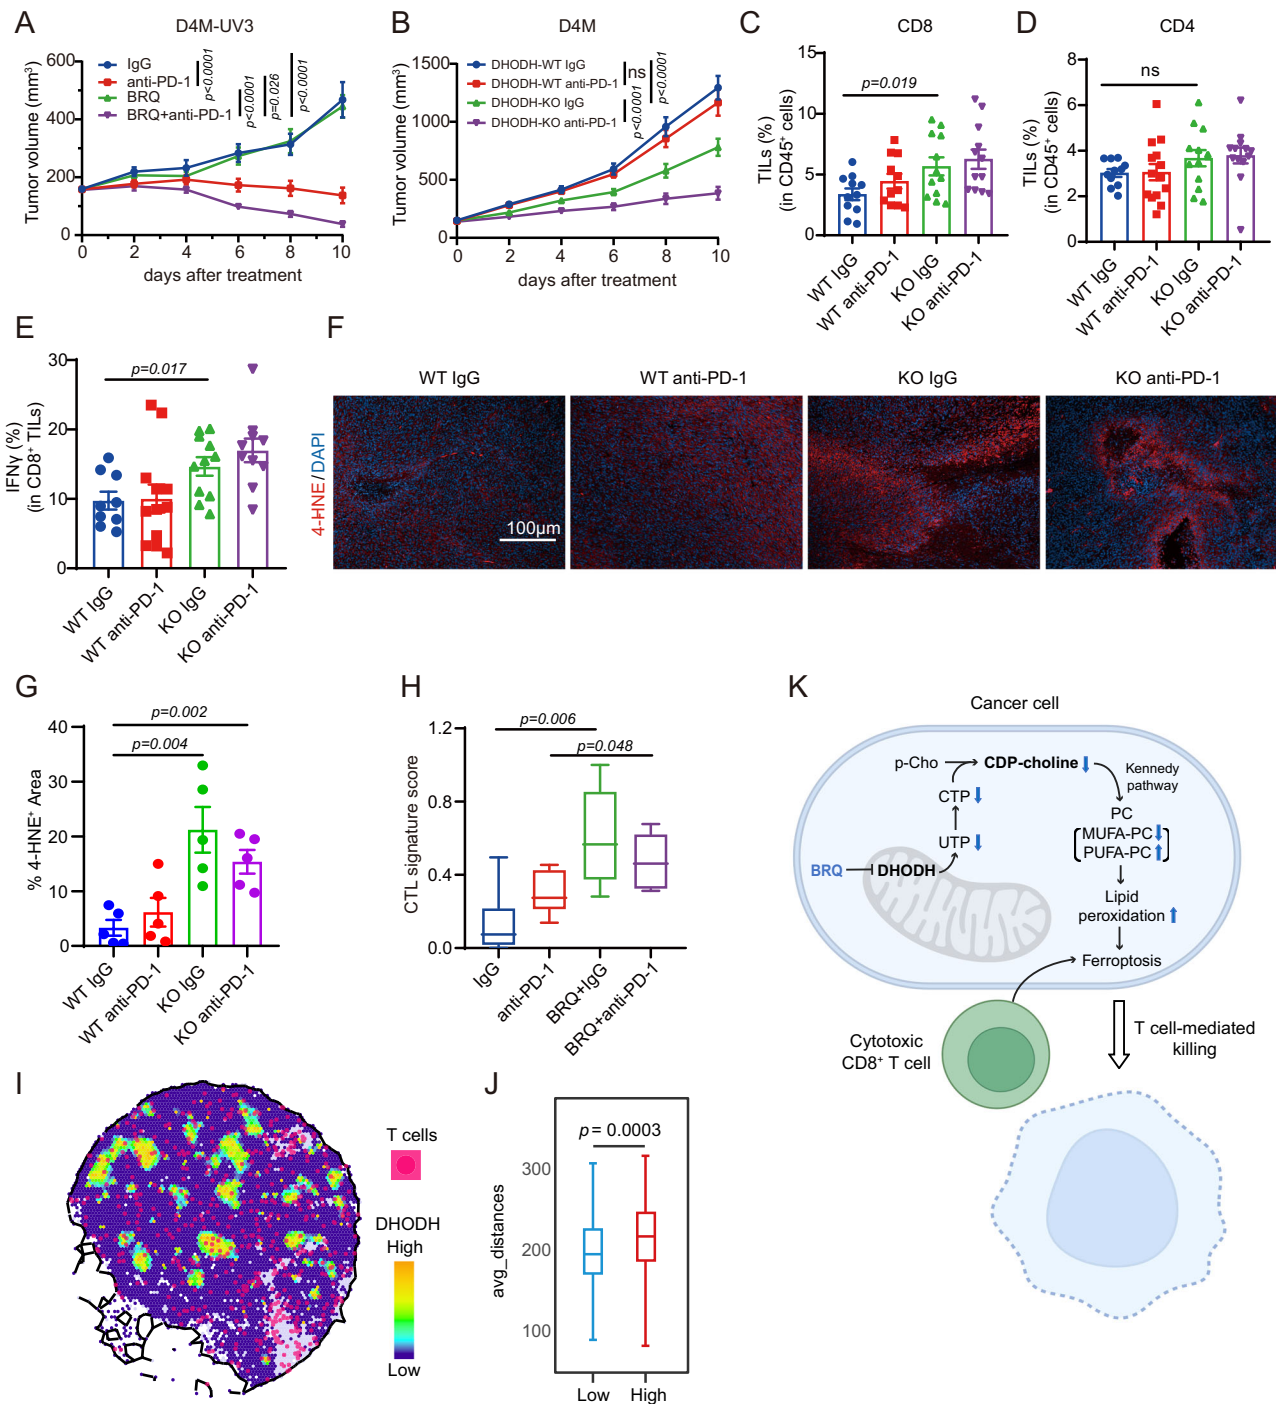 A
D4M-UV3
Tumor volume (mm³)
600
400
200
0
0 2 4 6 8 10
days after treatment
IgG
anti-PD-1
BRQ
BRQ+anti-PD-1
p<0.0001
p<0.0001
p=0.026
p<0.0001
B
D4M
Tumor volume (mm³)
1500
1000
500
0
0 2 4 6 8 10
days after treatment
DHODH-WT IgG
DHODH-WT anti-PD-1
DHODH-KO IgG
DHODH-KO anti-PD-1
ns
p<0.0001
p<0.0001
C
CD8
TILs (%)
(in CD45⁺ cells)
15
10
5
0
p=0.019
WT IgG
WT anti-PD-1
KO IgG
KO anti-PD-1
D
CD4
TILs (%)
(in CD45⁺ cells)
8
6
4
2
0
ns
WT IgG
WT anti-PD-1
KO IgG
KO anti-PD-1
E
IFNγ (%)
(in CD8⁺ TILs)
30
20
10
0
p=0.017
WT IgG
WT anti-PD-1
KO IgG
KO anti-PD-1
F
WT IgG
WT anti-PD-1
KO IgG
KO anti-PD-1
4-HNE/DAPI
100μm
G
% 4-HNE⁺ Area
40
30
20
10
0
p=0.002
p=0.004
WT IgG
WT anti-PD-1
KO IgG
KO anti-PD-1
H
CTL signature score
1.2
0.8
0.4
0.0
p=0.006
p=0.048
IgG
anti-PD-1
BRQ+IgG
BRQ+anti-PD-1
K
Cancer cell
p-Cho
CDP-choline
Kennedy
pathway
CTP
PC
MUFA-PC
PUFA-PC
UTP
BRQ
DHODH
Lipid
peroxidation
Ferroptosis
Cytotoxic
CD8⁺ T cell
T cell-mediated
killing
I
T cells
DHODH
High
Low
J
avg_distances
300
200
100
p = 0.0003
Low High